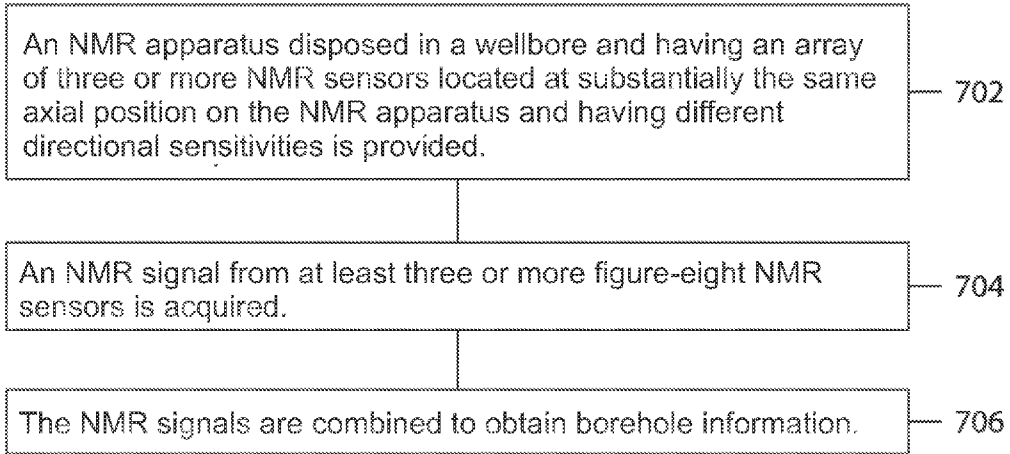 An NMR apparatus disposed in a wellbore and having an array
of three or more NMR sensors located at substantially the same
axial position on the NMR apparatus and having different
directional sensitivities is provided.
702
An NMR signal from at least three or more figure-eight NMR
sensors is acquired.
704
The NMR signals are combined to obtain borehole information.
706